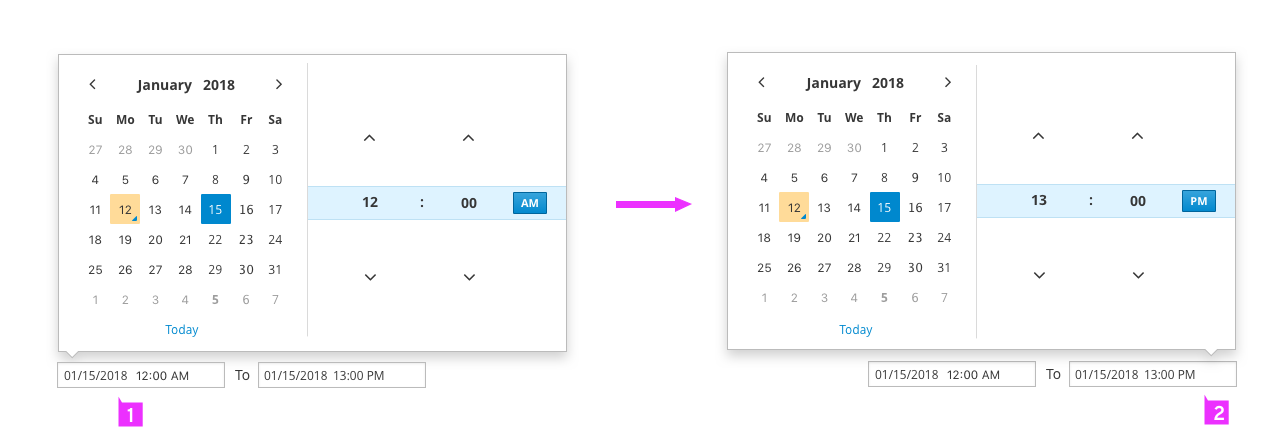 January 2018
Su Mo Tu We Th Fr Sa
27 28 29 30 1 2 3
4 5 6 7 8 9 10
11 12 13 14 15 16 17
18 19 20 21 22 23 24
25 26 27 28 29 30 31
1 2 3 4 5 6 7
Today
12 : 00 AM
01/15/2018 12:00 AM To 01/15/2018 13:00 PM
1
January 2018
Su Mo Tu We Th Fr Sa
27 28 29 30 1 2 3
4 5 6 7 8 9 10
11 12 13 14 15 16 17
18 19 20 21 22 23 24
25 26 27 28 29 30 31
1 2 3 4 5 6 7
Today
13 : 00 PM
01/15/2018 12:00 AM To 01/15/2018 13:00 PM
2